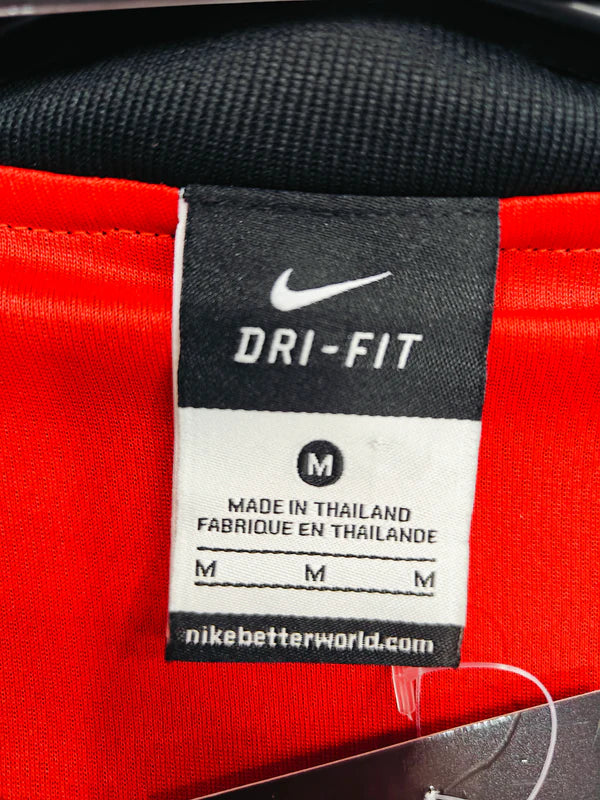 DRI-FIT
M
MADE IN THAILAND
FABRIQUE EN THAILANDE
M M M
nikebetterworld.com